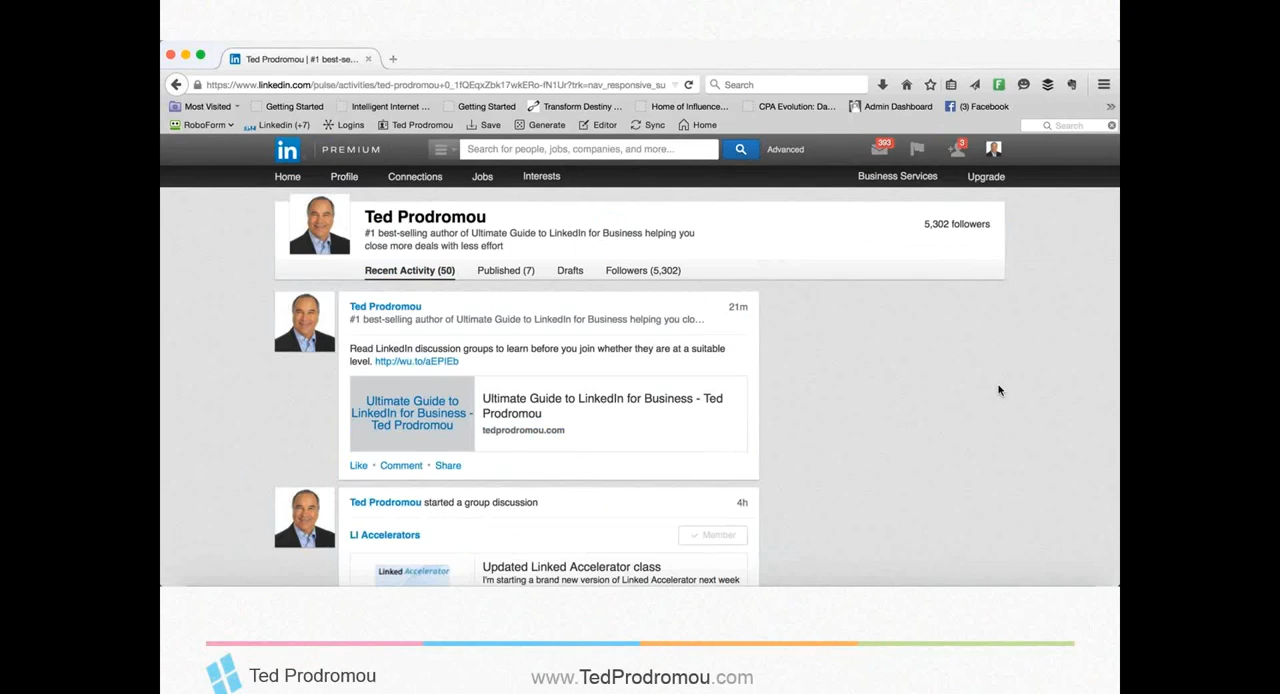 Ted Prodromou | #1 best-se...
https://www.linkedin.com/pulse/activities/ted-prodromou+0_1fQEqxZbk17wkERo-fN1Ur?trk=nav_responsive_su
Search
Most Visited
Getting Started
Intelligent Internet ...
Getting Started
Transform Destiny ...
Home of Influence...
CPA Evolution: Da...
Admin Dashboard
(3) Facebook
RoboForm
Linkedin (+7)
Logins
Ted Prodromou
Save
Generate
Editor
Sync
Home
Search
in
PREMIUM
Search for people, jobs, companies, and more...
Advanced
393
3
Home
Profile
Connections
Jobs
Interests
Business Services
Upgrade
Ted Prodromou
#1 best-selling author of Ultimate Guide to LinkedIn for Business helping you
close more deals with less effort
5,302 followers
Recent Activity (50)
Published (7)
Drafts
Followers (5,302)
Ted Prodromou
21m
#1 best-selling author of Ultimate Guide to LinkedIn for Business helping you clo...
Read LinkedIn discussion groups to learn before you join whether they are at a suitable
level. http://wu.to/aEPIEb
Ultimate Guide to
LinkedIn for Business -
Ted Prodromou
Ultimate Guide to LinkedIn for Business - Ted
Prodromou
tedprodromou.com
Like • Comment • Share
Ted Prodromou started a group discussion
4h
LI Accelerators
Member
Linked Accelerator
Updated Linked Accelerator class
I'm starting a brand new version of Linked Accelerator next week
Ted Prodromou
www.TedProdromou.com